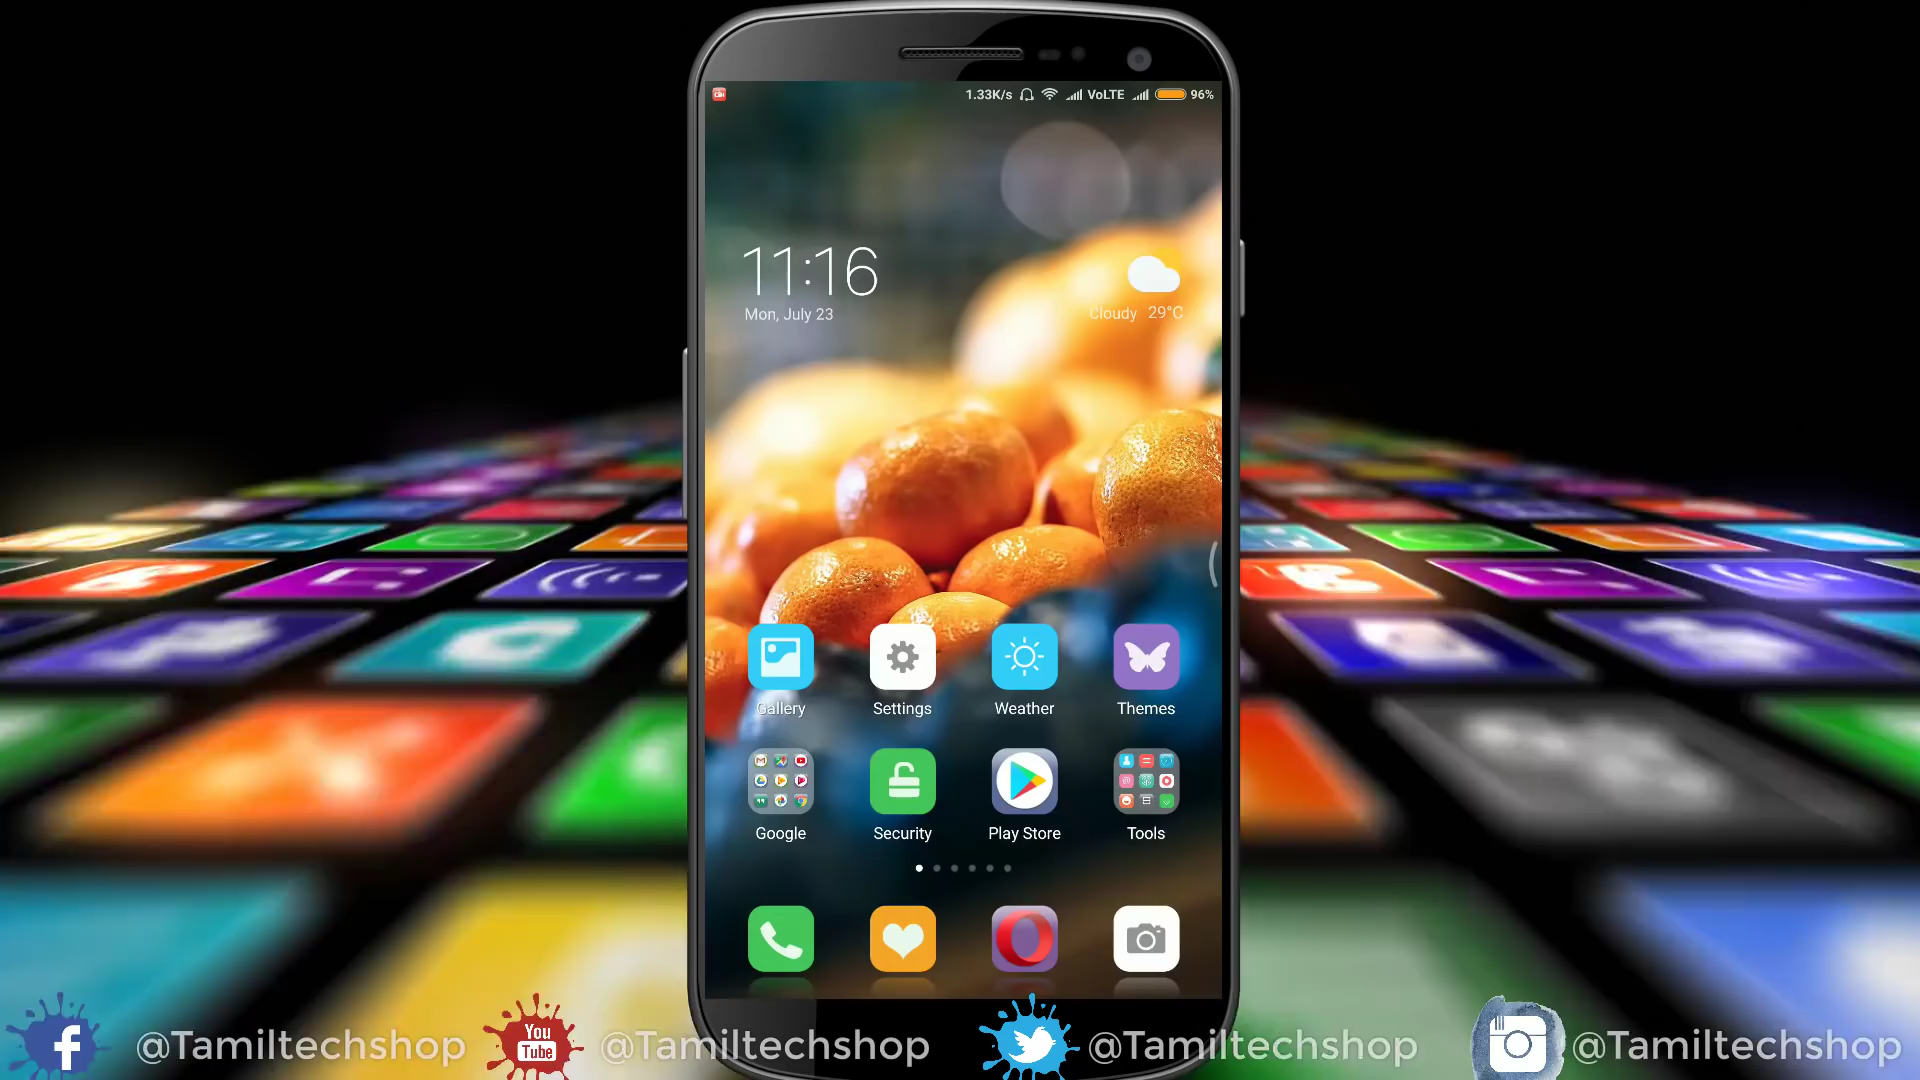 1.33K/s VoLTE 96%
11:16
Mon, July 23
Cloudy 29°C
Gallery Settings Weather Themes
Google Security Play Store Tools
@Tamiltechshop You Tube @Tamiltechshop @Tamiltechshop @Tamiltechshop